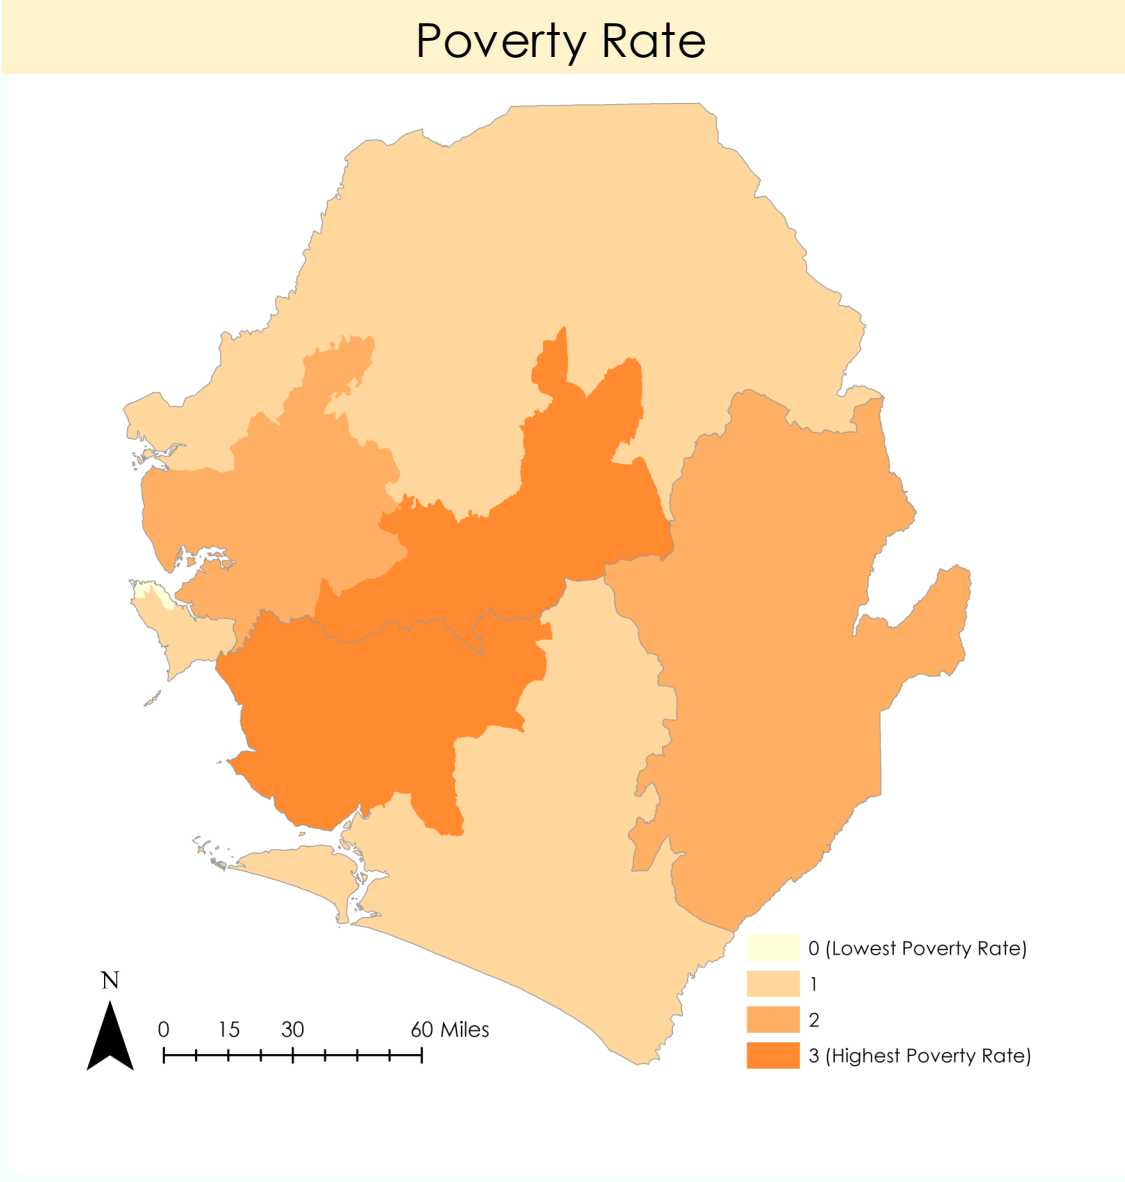 Poverty Rate
0 (Lowest Poverty Rate)
1
2
3 (Highest Poverty Rate)
N
0 15 30 60 Miles